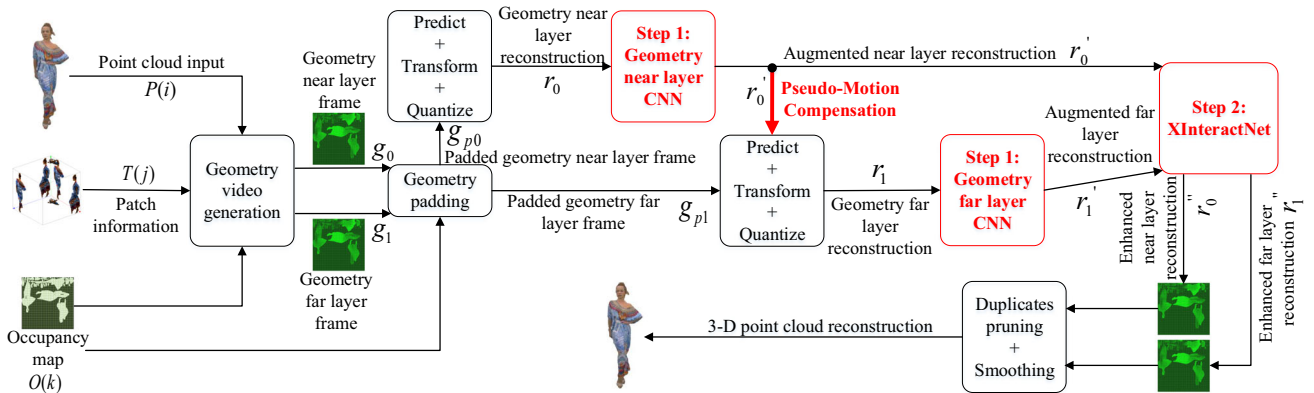 Point cloud input
P(i)
T(j)
Patch
information
Occupancy
map
O(k)
Geometry
video
generation
Geometry
near layer
frame
g0
g1
Geometry
far layer
frame
Geometry
padding
gp0
Predict
+
Transform
+
Quantize
Geometry near
layer
reconstruction
r0
Step 1:
Geometry
near layer
CNN
Augmented near layer reconstruction r0'
r0'
Pseudo-Motion
Compensation
Padded geometry near layer frame
Padded geometry far
layer frame
gp1
Predict
+
Transform
+
Quantize
r1
Geometry far
layer
reconstruction
Step 1:
Geometry
far layer
CNN
Augmented far
layer
reconstruction
r1'
Step 2:
XInteractNet
Enhanced
near layer
reconstruction
r0''
Enhanced far layer
reconstruction r1''
Duplicates
pruning
+
Smoothing
3-D point cloud reconstruction